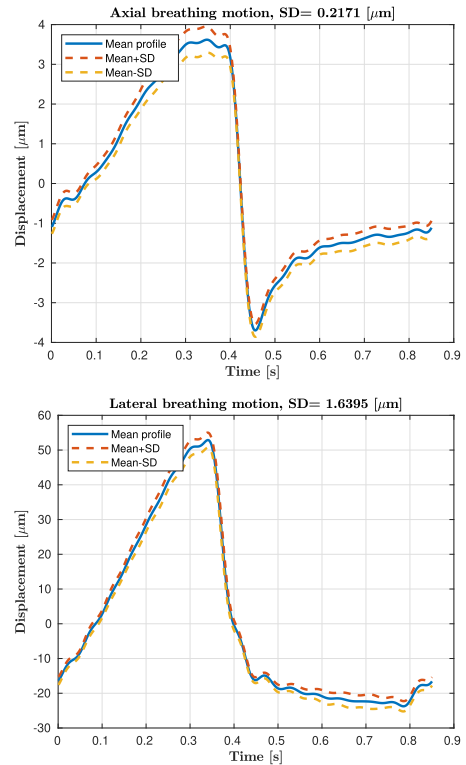 Axial breathing motion, SD= 0.2171 [μm]
4
3
2
1
0
-1
-2
-3
-4
Displacement [μm]
Mean profile
Mean+SD
Mean-SD
0 0.1 0.2 0.3 0.4 0.5 0.6 0.7 0.8 0.9
Time [s]
Lateral breathing motion, SD= 1.6395 [μm]
60
50
40
30
20
10
0
-10
-20
-30
Displacement [μm]
Mean profile
Mean+SD
Mean-SD
0 0.1 0.2 0.3 0.4 0.5 0.6 0.7 0.8 0.9
Time [s]